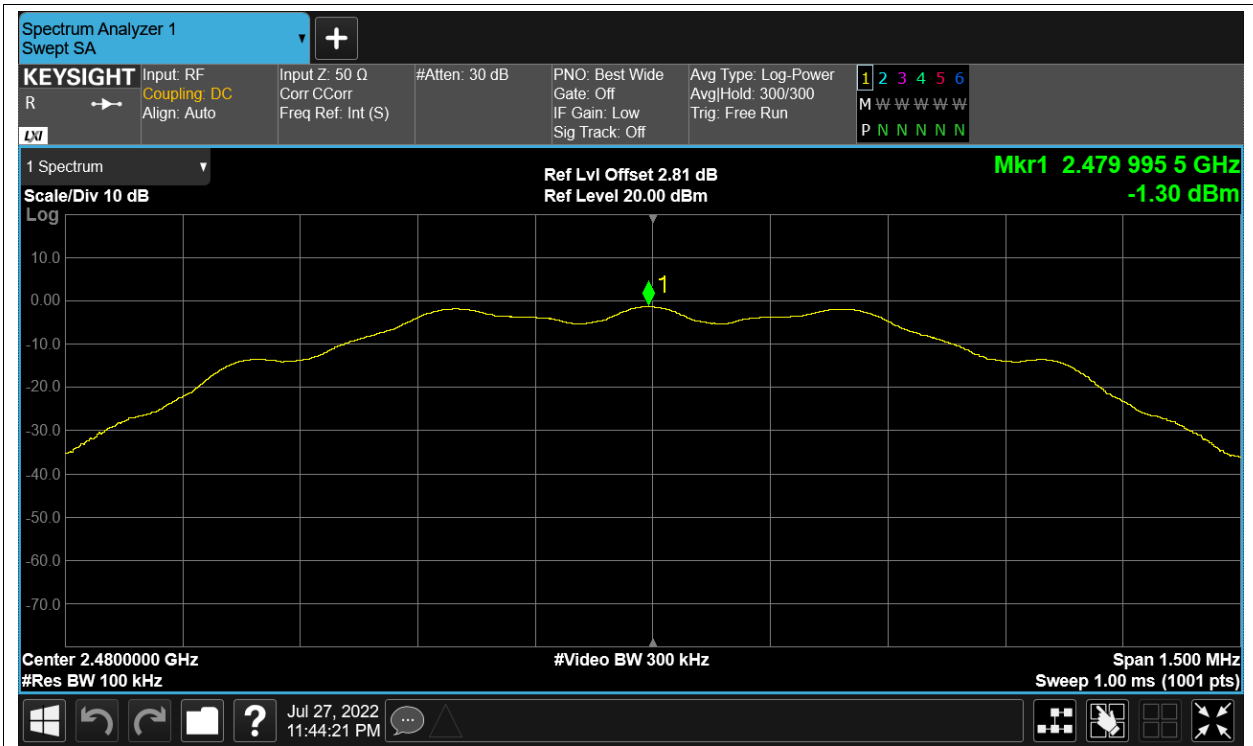 Spectrum Analyzer 1
Swept SA
KEYSIGHT
R
LXI
Input: RF
Coupling: DC
Align: Auto
Input Z: 50 Ω
Corr CCorr
Freq Ref: Int (S)
#Atten: 30 dB
PNO: Best Wide
Gate: Off
IF Gain: Low
Sig Track: Off
Avg Type: Log-Power
Avg|Hold: 300/300
Trig: Free Run
1 2 3 4 5 6
M W W W W W
P N N N N N
1 Spectrum
Scale/Div 10 dB
Log
Ref Lvl Offset 2.81 dB
Ref Level 20.00 dBm
Mkr1 2.479 995 5 GHz
-1.30 dBm
10.0
0.00
-10.0
-20.0
-30.0
-40.0
-50.0
-60.0
-70.0
1
Center 2.4800000 GHz
#Res BW 100 kHz
#Video BW 300 kHz
Span 1.500 MHz
Sweep 1.00 ms (1001 pts)
?
Jul 27, 2022
11:44:21 PM